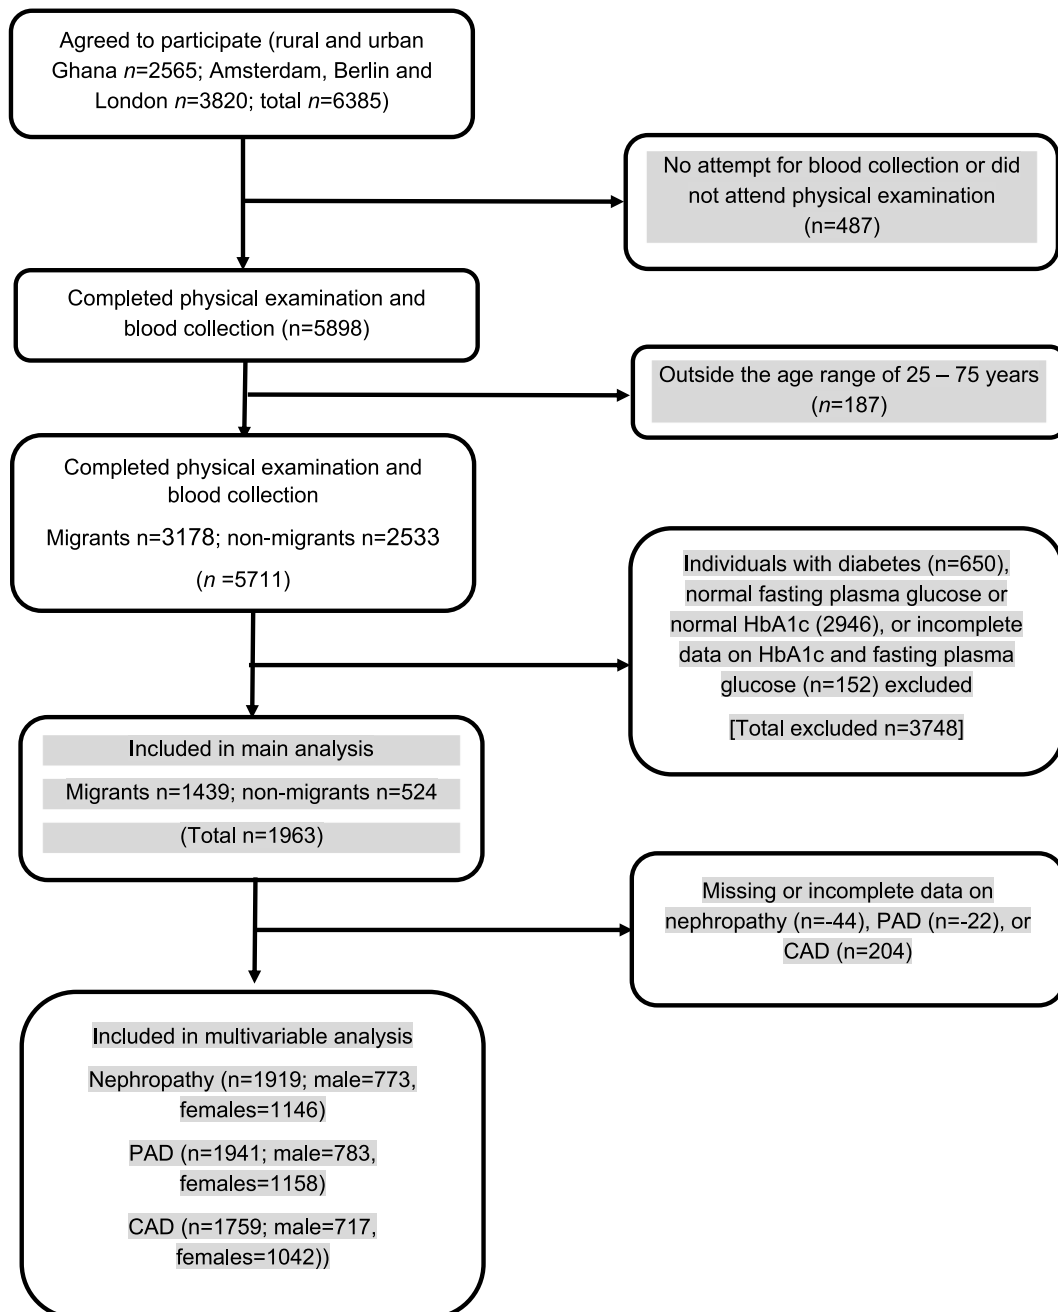 Agreed to participate (rural and urban
Ghana n=2565; Amsterdam, Berlin and
London n=3820; total n=6385)
No attempt for blood collection or did
not attend physical examination
(n=487)
Completed physical examination and
blood collection (n=5898)
Outside the age range of 25 – 75 years
(n=187)
Completed physical examination and
blood collection
Migrants n=3178; non-migrants n=2533
(n =5711)
Individuals with diabetes (n=650),
normal fasting plasma glucose or
normal HbA1c (2946), or incomplete
data on HbA1c and fasting plasma
glucose (n=152) excluded
[Total excluded n=3748]
Included in main analysis
Migrants n=1439; non-migrants n=524
(Total n=1963)
Missing or incomplete data on
nephropathy (n=-44), PAD (n=-22), or
CAD (n=204)
Included in multivariable analysis
Nephropathy (n=1919; male=773,
females=1146)
PAD (n=1941; male=783,
females=1158)
CAD (n=1759; male=717,
females=1042))